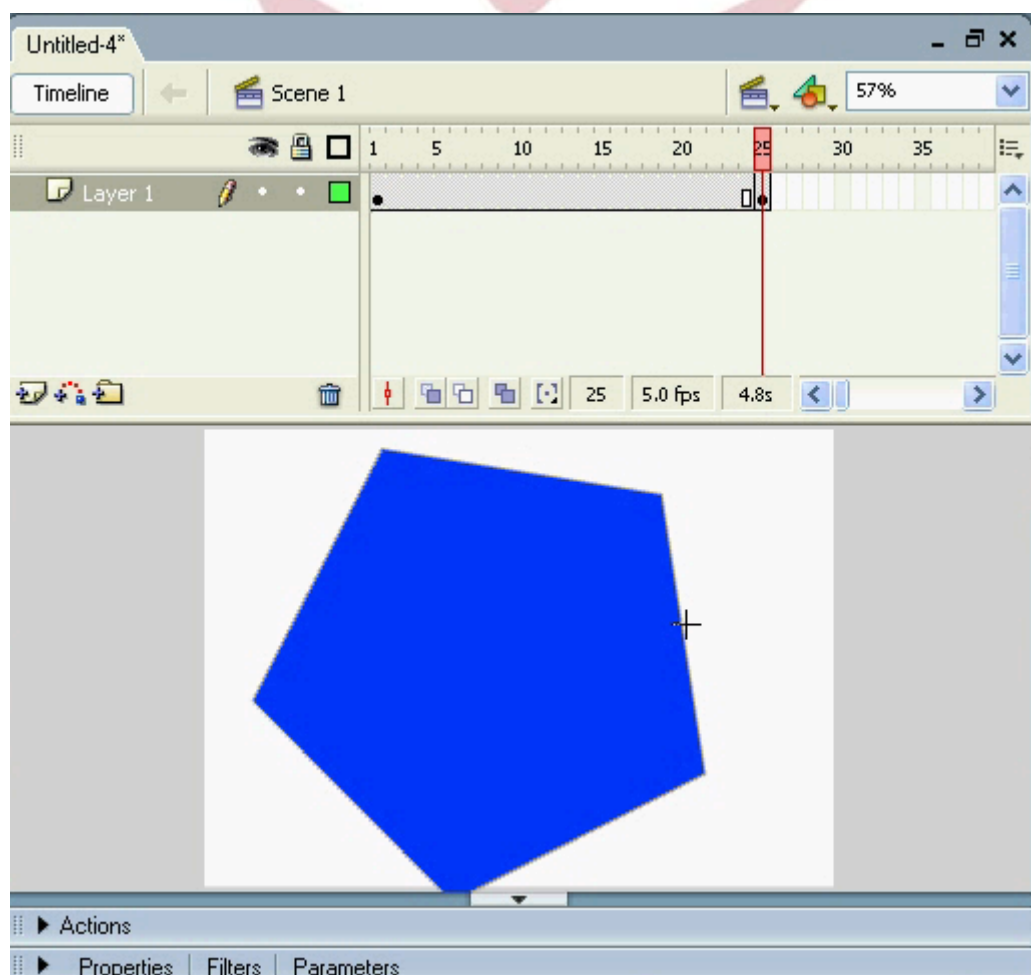 Untitled-4*
Timeline Scene 1 57%
1 5 10 15 20 25 30 35
Layer 1
25 5.0 fps 4.8s
Actions
Properties Filters Parameters